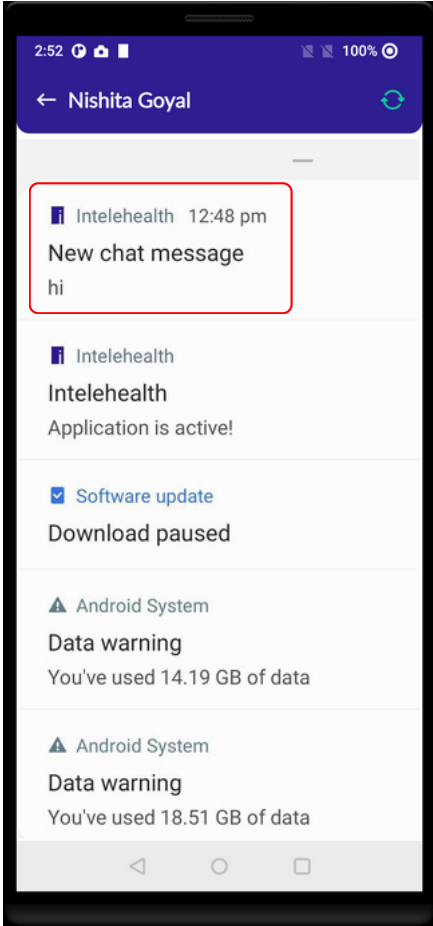 2:52 100%
← Nishita Goyal
Intelehealth 12:48 pm
New chat message
hi
Intelehealth
Intelehealth
Application is active!
Software update
Download paused
Android System
Data warning
You've used 14.19 GB of data
Android System
Data warning
You've used 18.51 GB of data